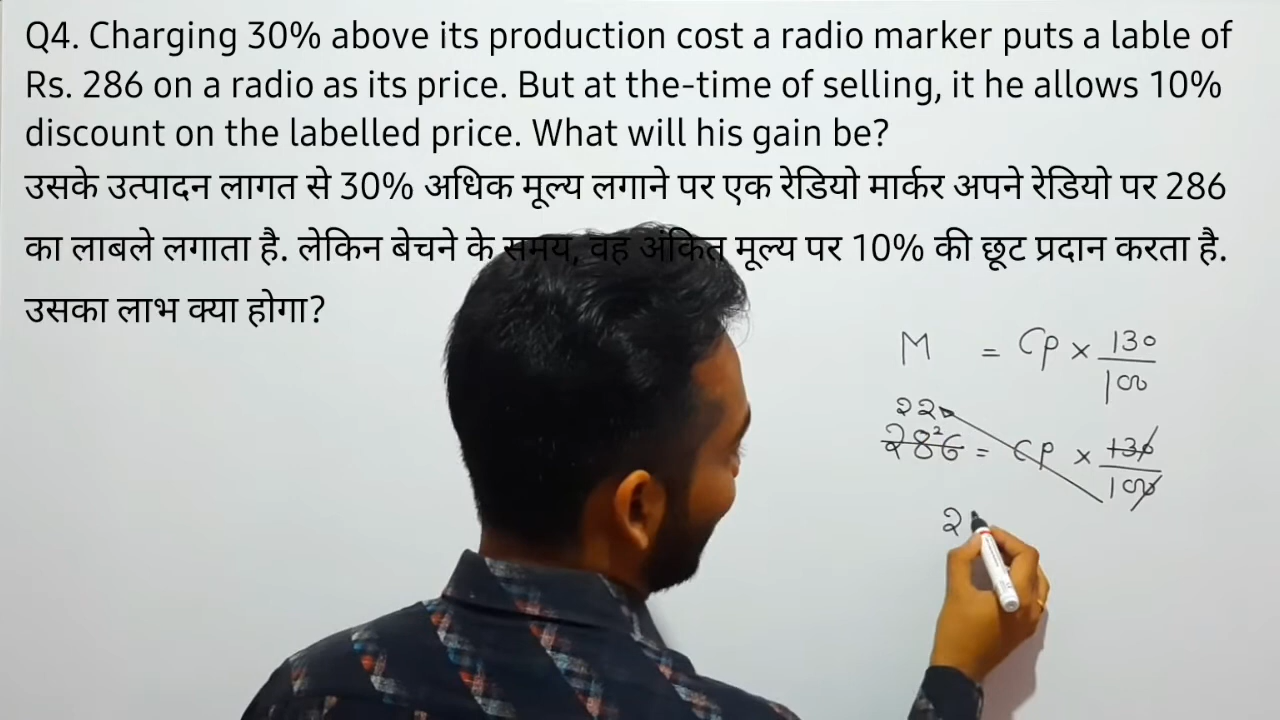 Q4. Charging 30% above its production cost a radio marker puts a lable of
Rs. 286 on a radio as its price. But at the-time of selling, it he allows 10%
discount on the labelled price. What will his gain be?
उसके उत्पादन लागत से 30% अधिक मूल्य लगाने पर एक रेडियो मार्कर अपने रेडियो पर 286
का लाबले लगाता है. लेकिन बेचने के समय, वह अंकित मूल्य पर 10% की छूट प्रदान करता है.
उसका लाभ क्या होगा?
M = CP × 130
100
22
286 = CP × 130
100
2